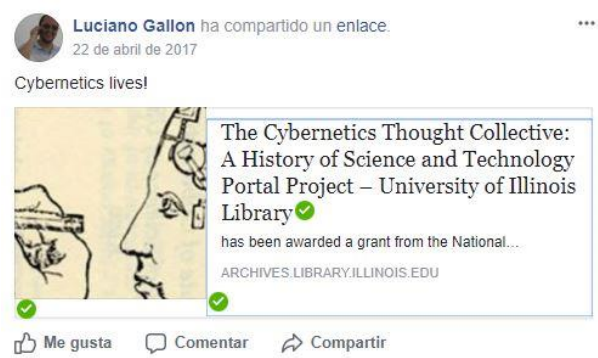 Luciano Gallon ha compartido un enlace.
22 de abril de 2017
Cybernetics lives!
The Cybernetics Thought Collective:
A History of Science and Technology
Portal Project – University of Illinois
Library
has been awarded a grant from the National...
ARCHIVES.LIBRARY.ILLINOIS.EDU
Me gusta Comentar Compartir